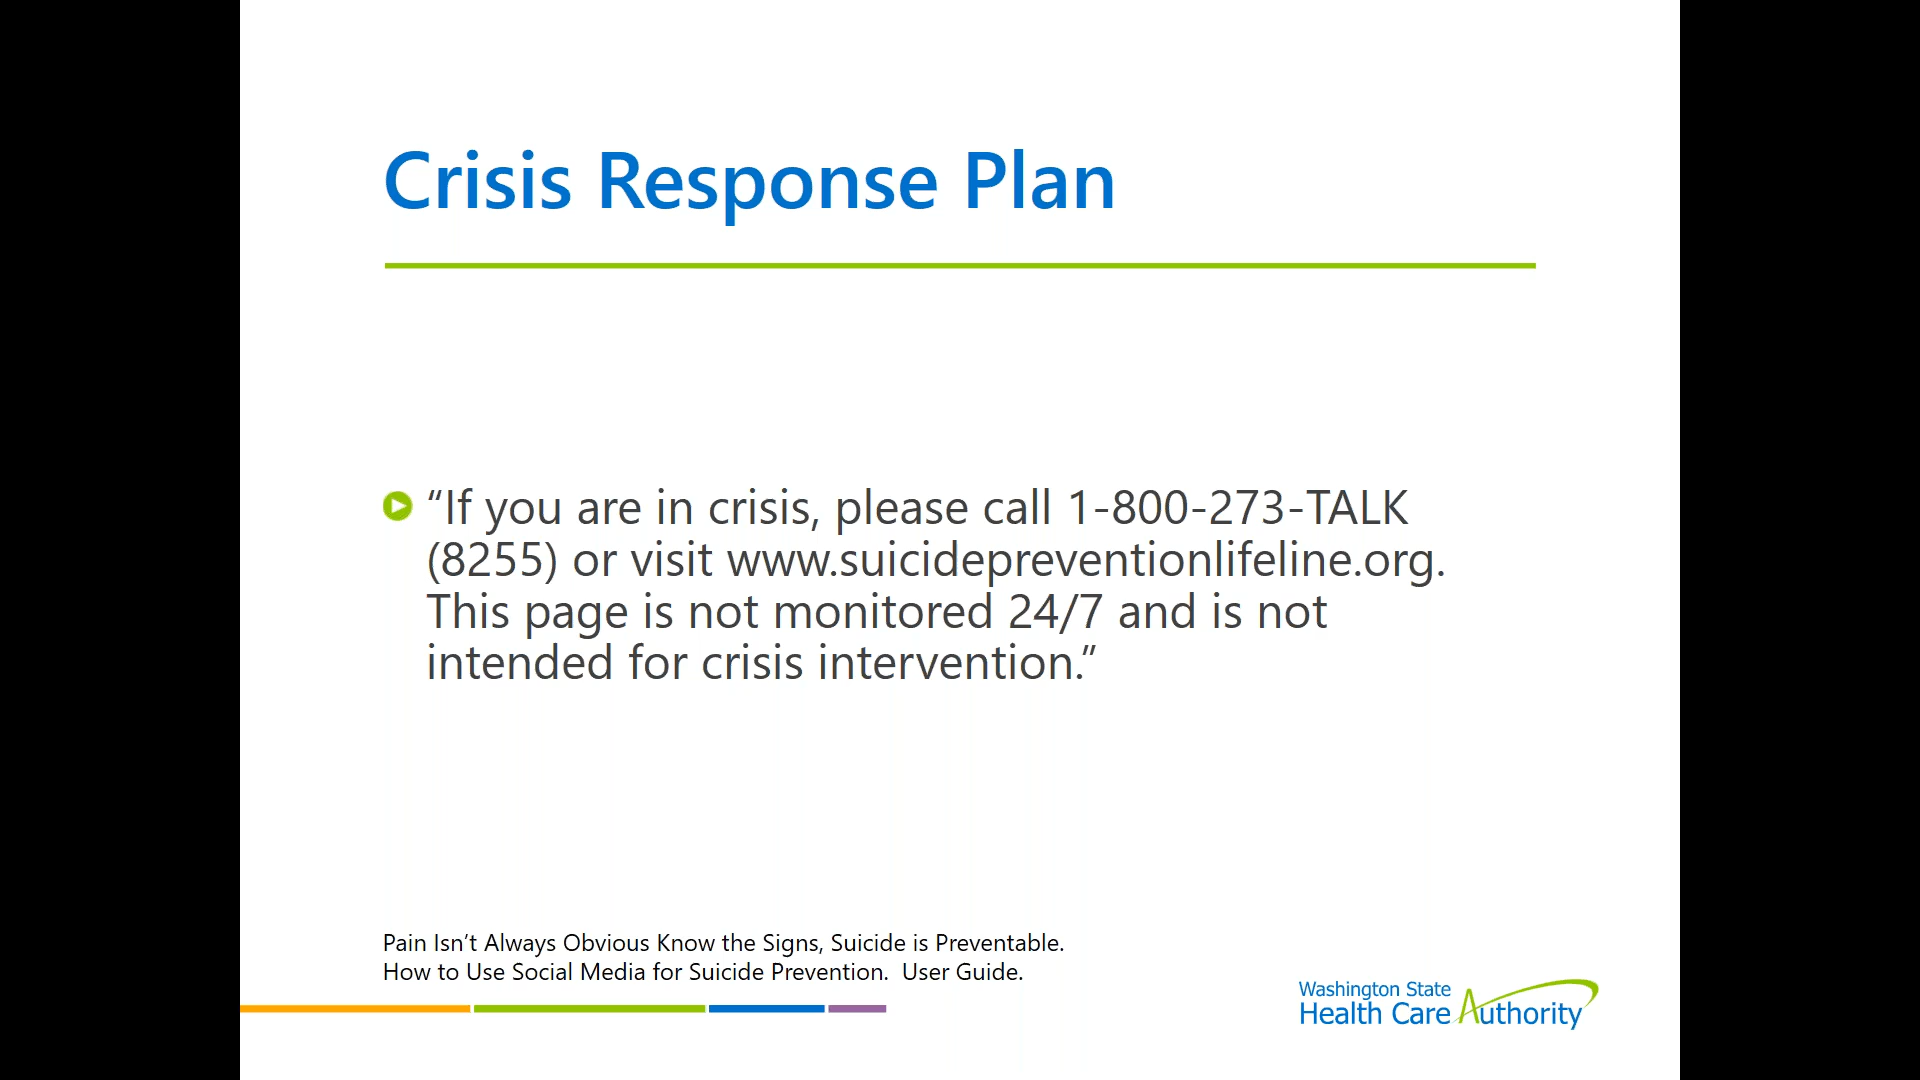 Crisis Response Plan
“If you are in crisis, please call 1-800-273-TALK
(8255) or visit www.suicidepreventionlifeline.org.
This page is not monitored 24/7 and is not
intended for crisis intervention.”
Pain Isn’t Always Obvious Know the Signs, Suicide is Preventable.
How to Use Social Media for Suicide Prevention.  User Guide.
Washington State
Health Care Authority